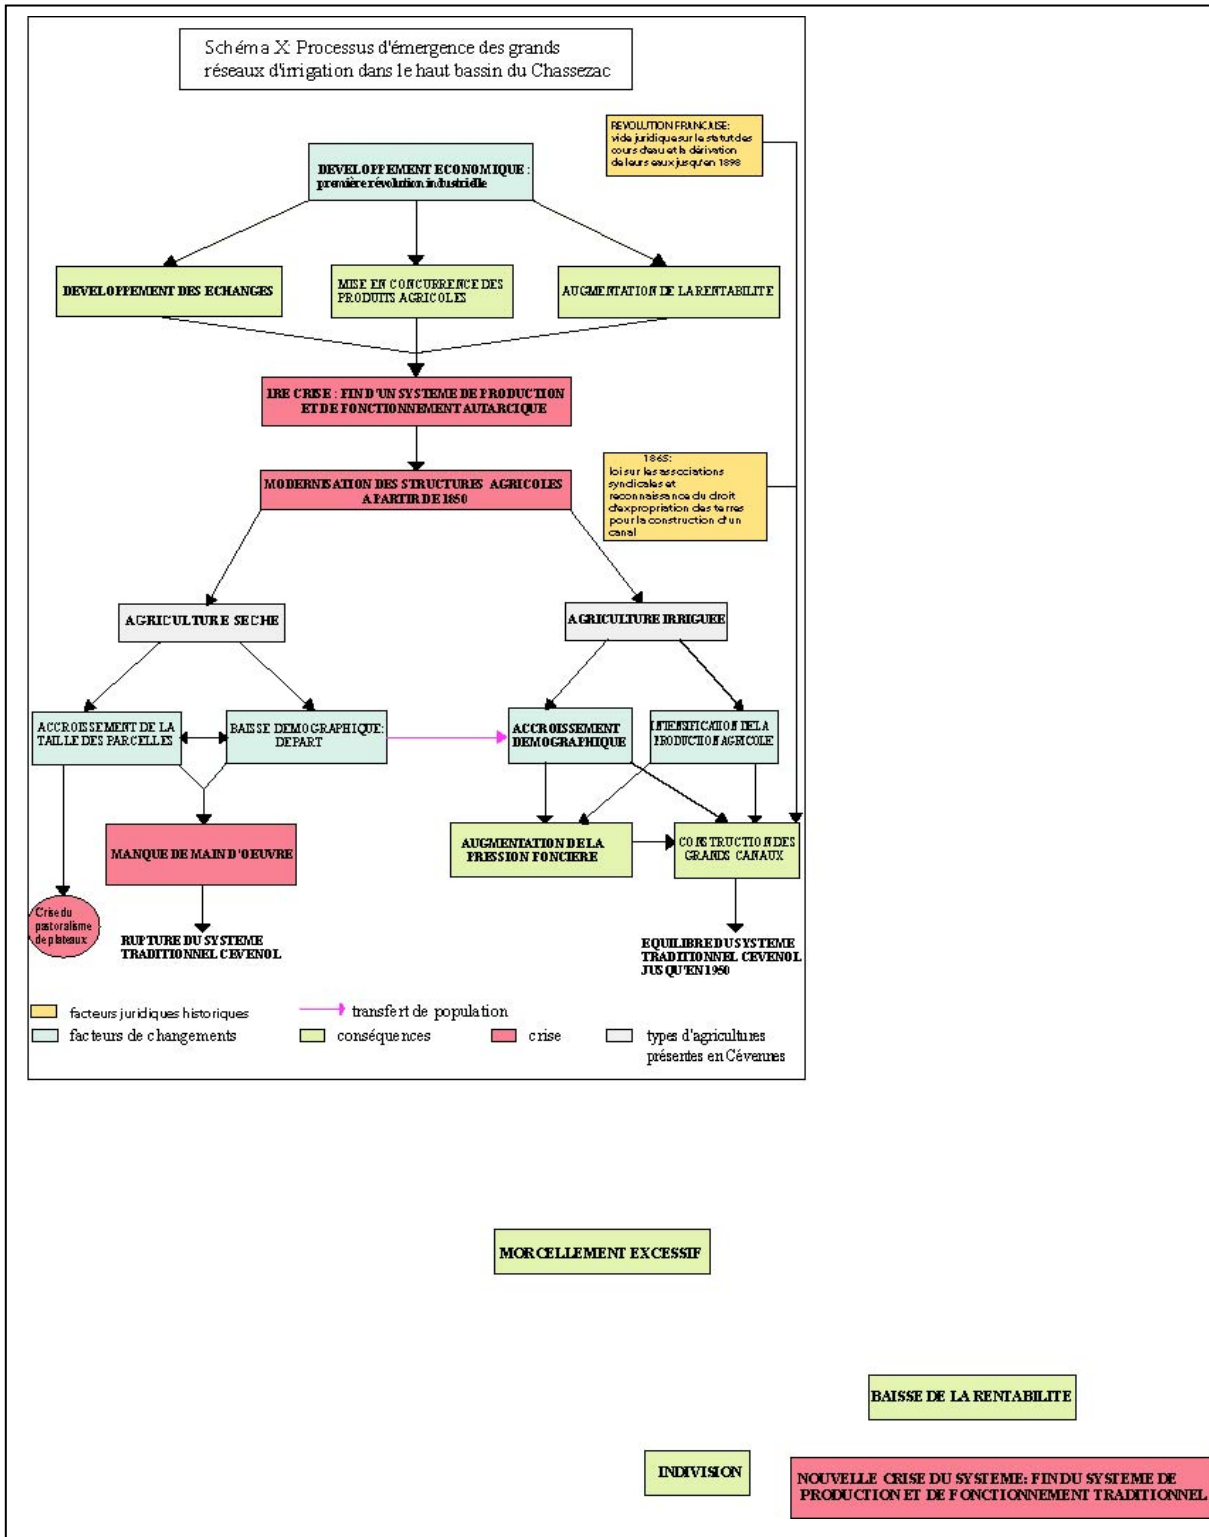 Schéma X: Processus d'émergence des grands
réseaux d'irrigation dans le haut bassin du Chassezac
REVOLUTION FRANCAISE:
vide juridique sur le statut des
cours d'eau et la dérivation
de leurs eaux jusqu'en 1898
DEVELOPPEMENT ECONOMIQUE :
première révolution industrielle
DEVELOPPEMENT DES ECHANGES
MISE EN CONCURRENCE DES
PRODUITS AGRICOLES
AUGMENTATION DE LA RENTABILITE
1RE CRISE : FIN D'UN SYSTEME DE PRODUCTION
ET DE FONCTIONNEMENT AUTARCIQUE
MODERNISATION DES STRUCTURES AGRICOLES
A PARTIR DE 1850
1865:
loi sur les associations
syndicales et
reconnaissance du droit
d'expropriation des terres
pour la construction d'un
canal
AGRICULTURE SECHE
AGRICULTURE IRRIGUEE
ACCROISSEMENT DE LA
TAILLE DES PARCELLES
BAISSE DEMOGRAPHIQUE:
DEPART
ACCROISSEMENT
DEMOGRAPHIQUE
INTENSIFICATION DE LA
PRODUCTION AGRICOLE
MANQUE DE MAIN D'OEUVRE
AUGMENTATION DE LA
PRESSION FONCIERE
CONSTRUCTION DES
GRANDS CANAUX
Crise du
pastoralisme
de plateaux
RUPTURE DU SYSTEME
TRADITIONNEL CEVENOL
EQUILIBRE DU SYSTEME
TRADITIONNEL CEVENOL
JUSQU'EN 1950
facteurs juridiques historiques
transfert de population
facteurs de changements
conséquences
crise
types d'agricultures
présentes en Cévennes
MORCELLEMENT EXCESSIF
BAISSE DE LA RENTABILITE
INDIVISION
NOUVELLE CRISE DU SYSTEME: FIN DU SYSTEME DE
PRODUCTION ET DE FONCTIONNEMENT TRADITIONNEL